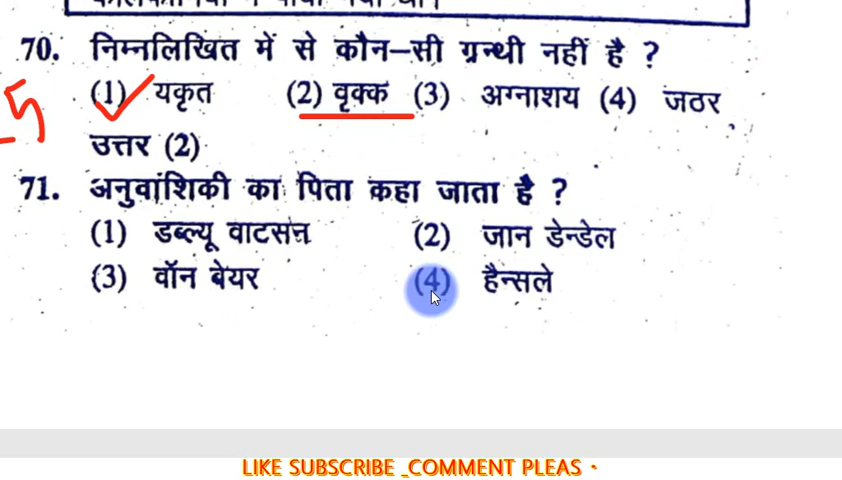 70. निम्नलिखित में से कौन-सी ग्रन्थी नहीं है ?
(1) यकृत (2) वृक्क (3) अग्नाशय (4) जठर
उत्तर (2)
71. अनुवांशिकी का पिता कहा जाता है ?
(1) डब्ल्यू वाटसन (2) जान डेन्डेल
(3) वॉन बेयर (4) हैन्सले
LIKE SUBSCRIBE _COMMENT PLEAS